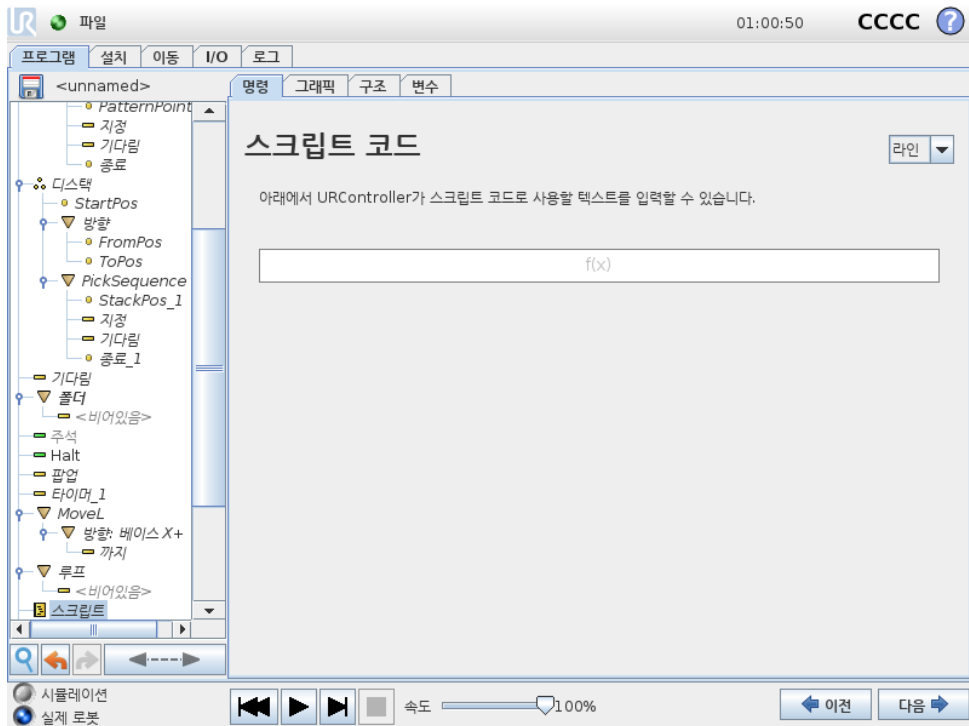 UR 파일 01:00:50 CCCC ?
프로그램 설치 이동 I/O 로그
<unnamed>
명령 그래픽 구조 변수
PatternPoint
지정
기다림
종료
디스택
StartPos
방향
FromPos
ToPos
PickSequence
StackPos_1
지정
기다림
종료_1
기다림
폴더
<비어있음>
주석
Halt
팝업
타이머_1
MoveL
방향: 베이스 X+
까지
루프
<비어있음>
스크립트
스크립트 코드
라인
아래에서 URController가 스크립트 코드로 사용할 텍스트를 입력할 수 있습니다.
f(x)
시뮬레이션
실제 로봇
속도 100%
이전 다음